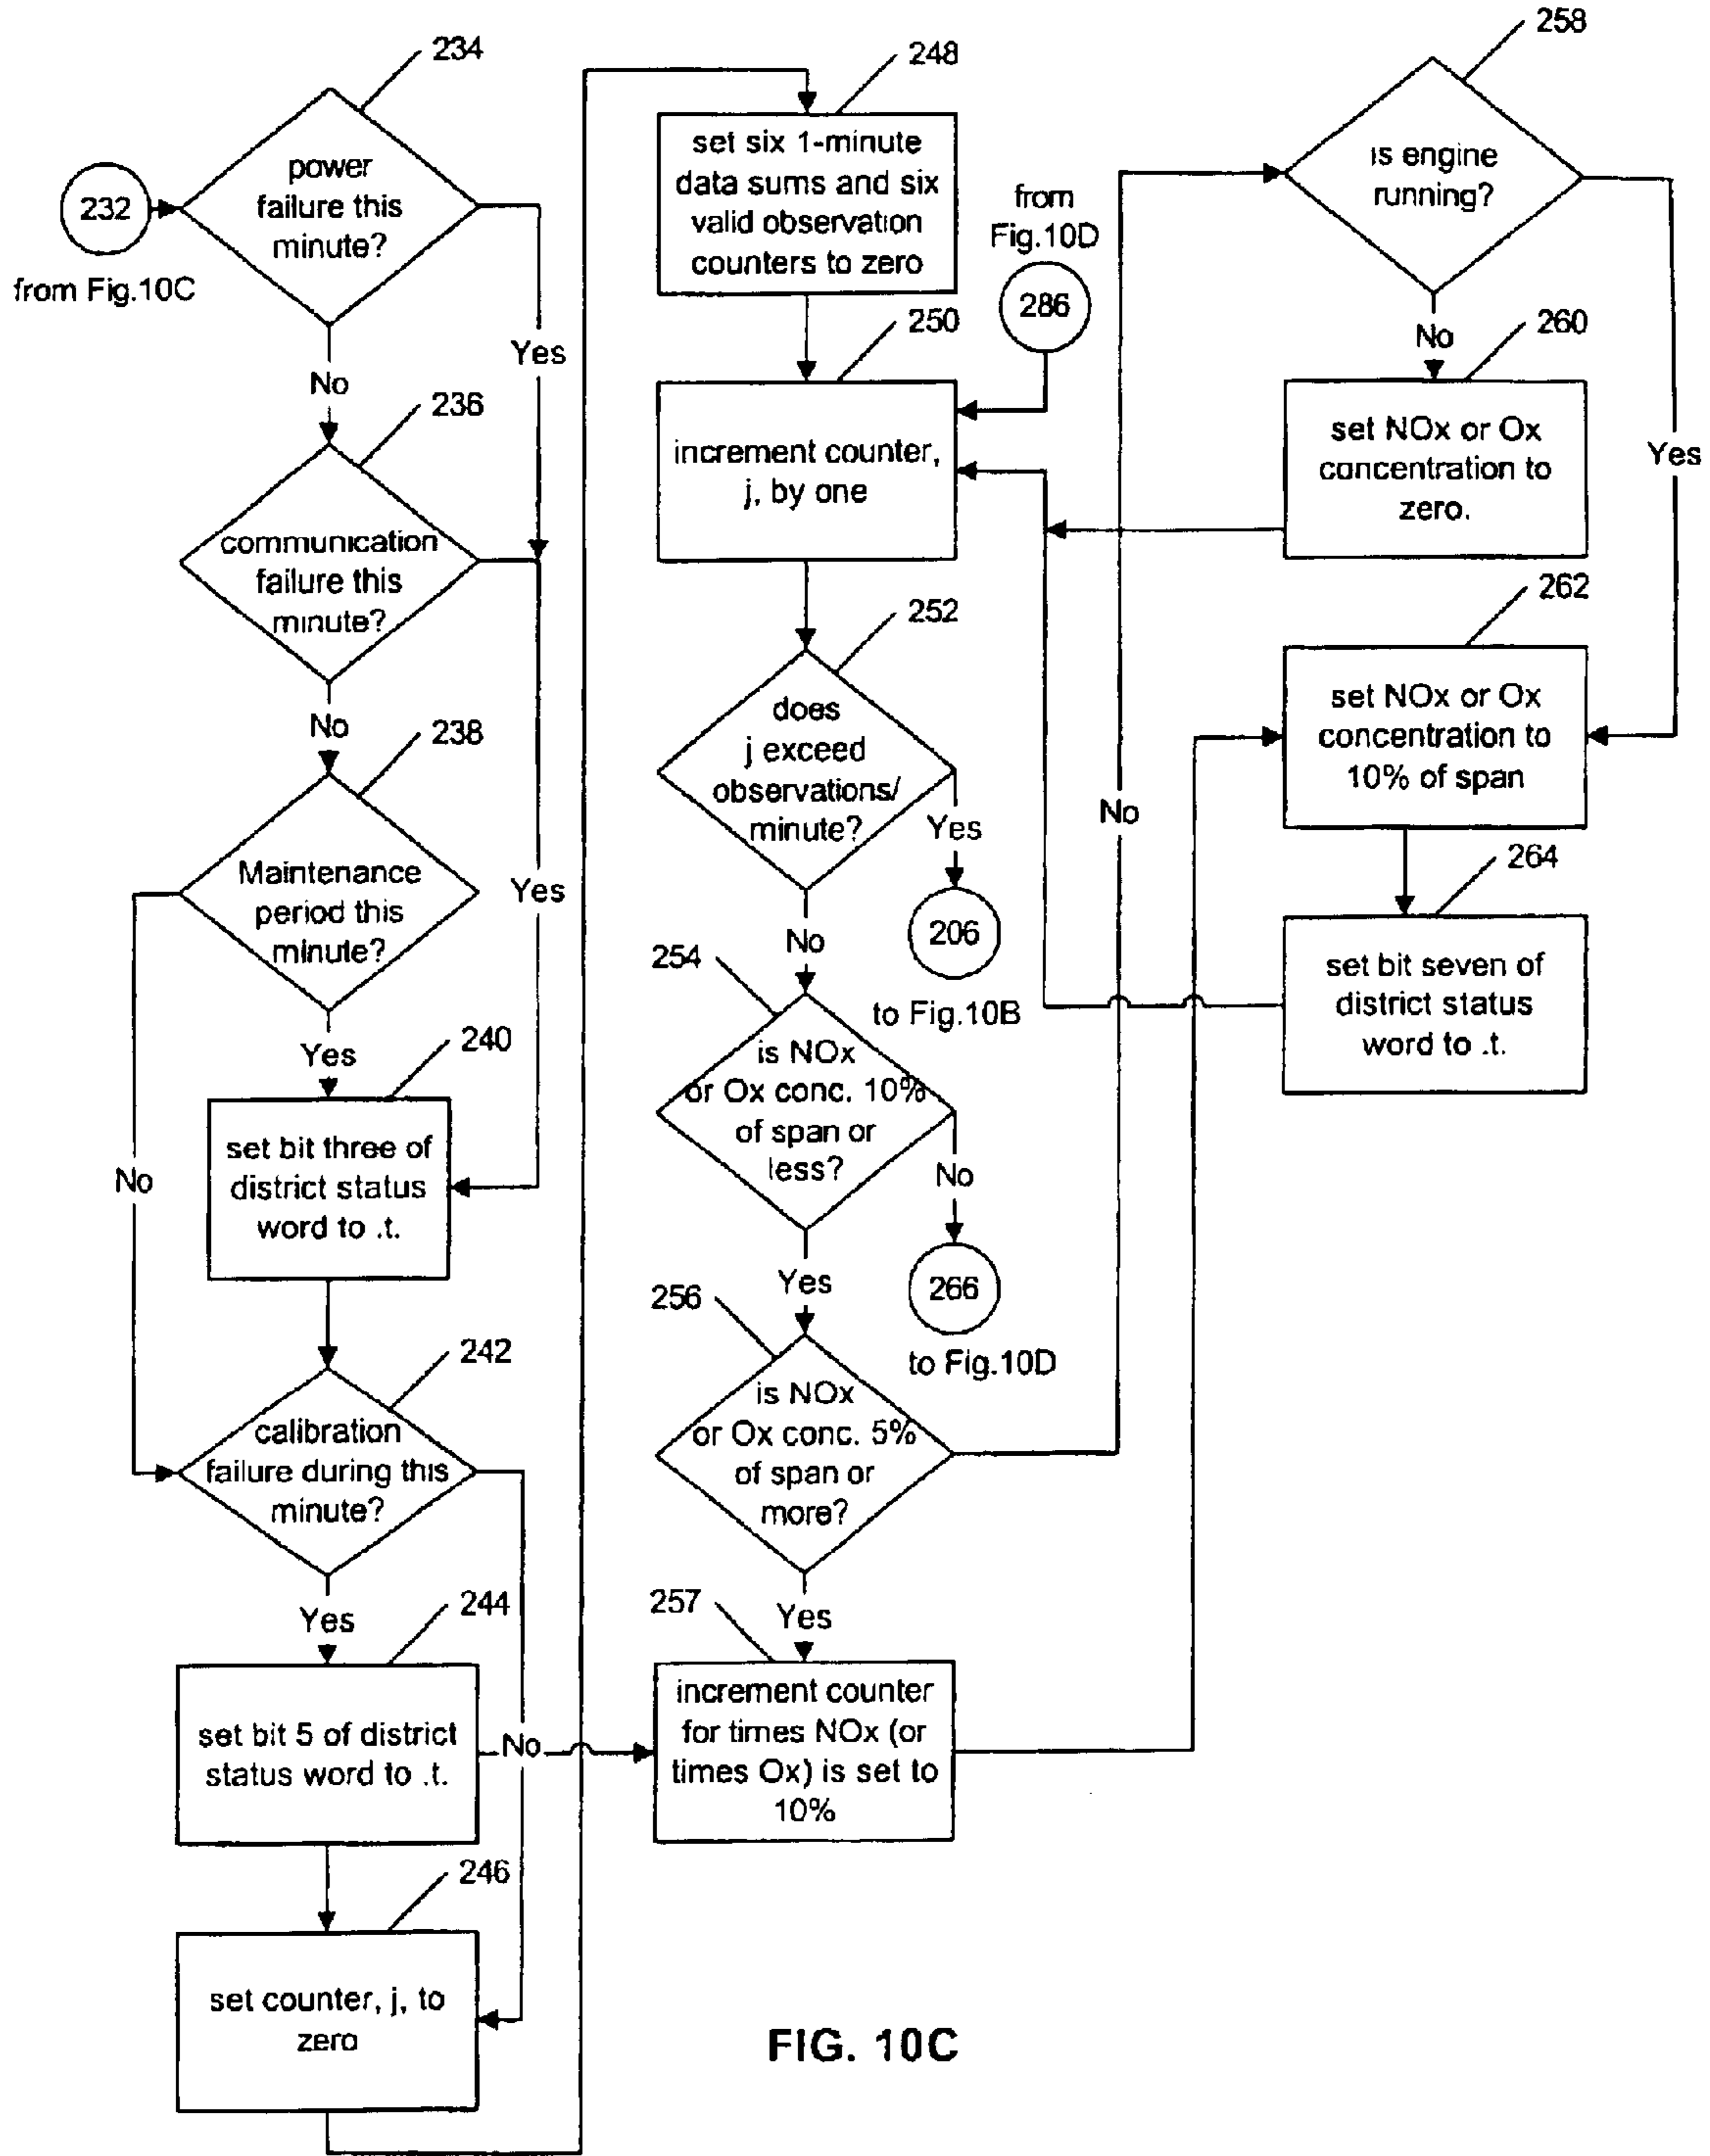 234
power
failure this
minute?
232
from Fig.10C
Yes
No
236
communication
failure this
minute?
No
238
Maintenance
period this
minute?
Yes
Yes
240
No
set bit three of
district status
word to .t.
242
calibration
failure during this
minute?
Yes
244
set bit 5 of district
status word to .t.
No
246
set counter, j, to
zero
248
set six 1-minute
data sums and six
valid observation
counters to zero
from
Fig.10D
286
250
increment counter,
j, by one
252
does
j exceed
observations/
minute?
Yes
206
to Fig.10B
No
254
is NOx
or Ox conc. 10%
of span or
less?
No
266
to Fig.10D
Yes
256
is NOx
or Ox conc. 5%
of span or
more?
No
Yes
257
increment counter
for times NOx (or
times Ox) is set to
10%
258
is engine
running?
No
Yes
260
set NOx or Ox
concentration to
zero.
262
set NOx or Ox
concentration to
10% of span
264
set bit seven of
district status
word to .t.
FIG. 10C